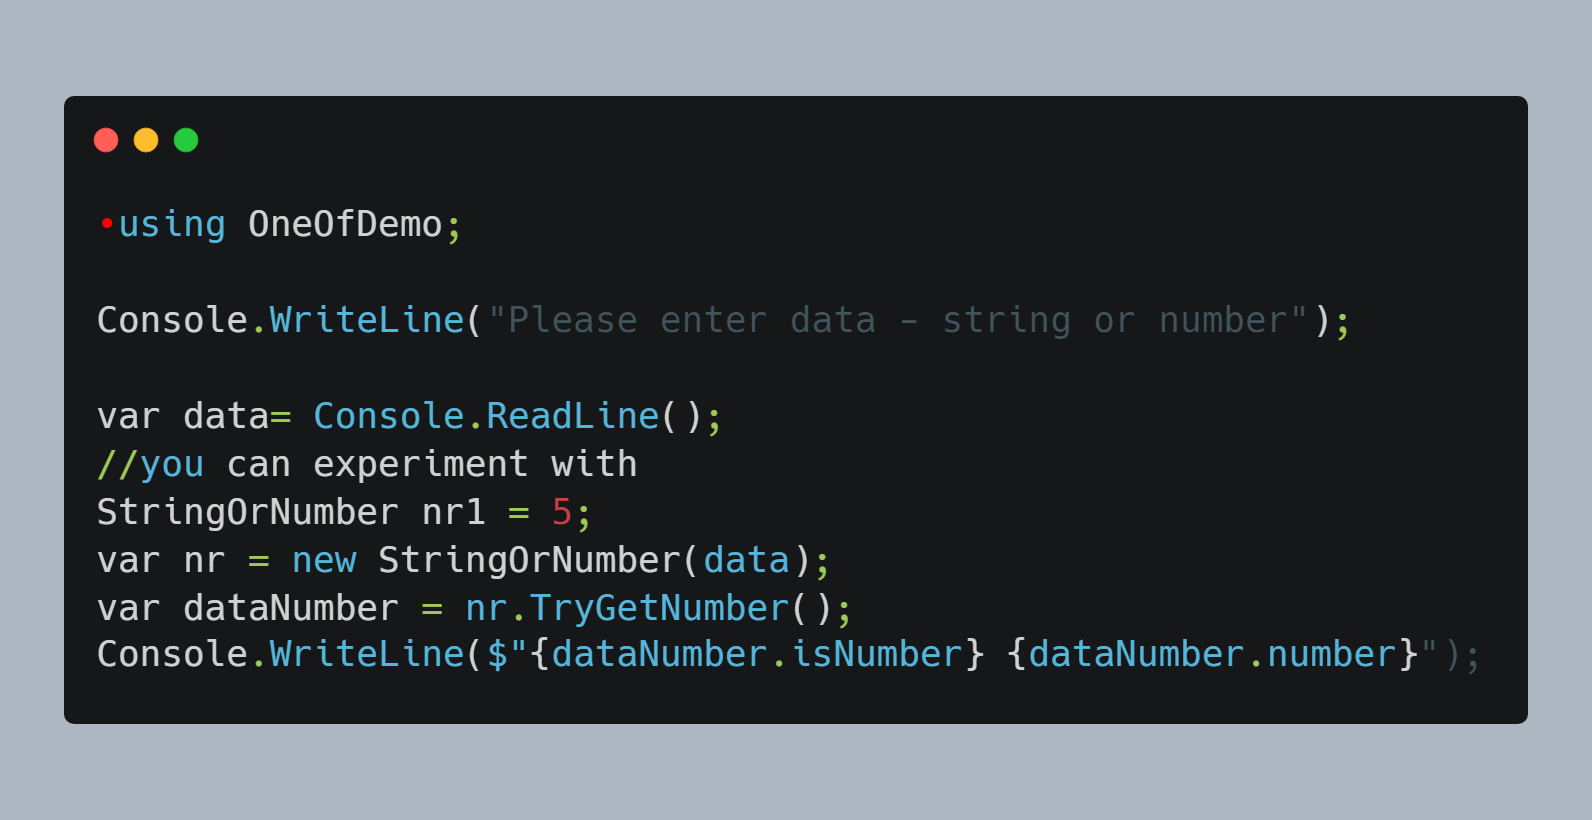 •using OneOfDemo;
Console.WriteLine("Please enter data - string or number");
var data= Console.ReadLine();
//you can experiment with
StringOrNumber nr1 = 5;
var nr = new StringOrNumber(data);
var dataNumber = nr.TryGetNumber();
Console.WriteLine($"{dataNumber.isNumber} {dataNumber.number}");